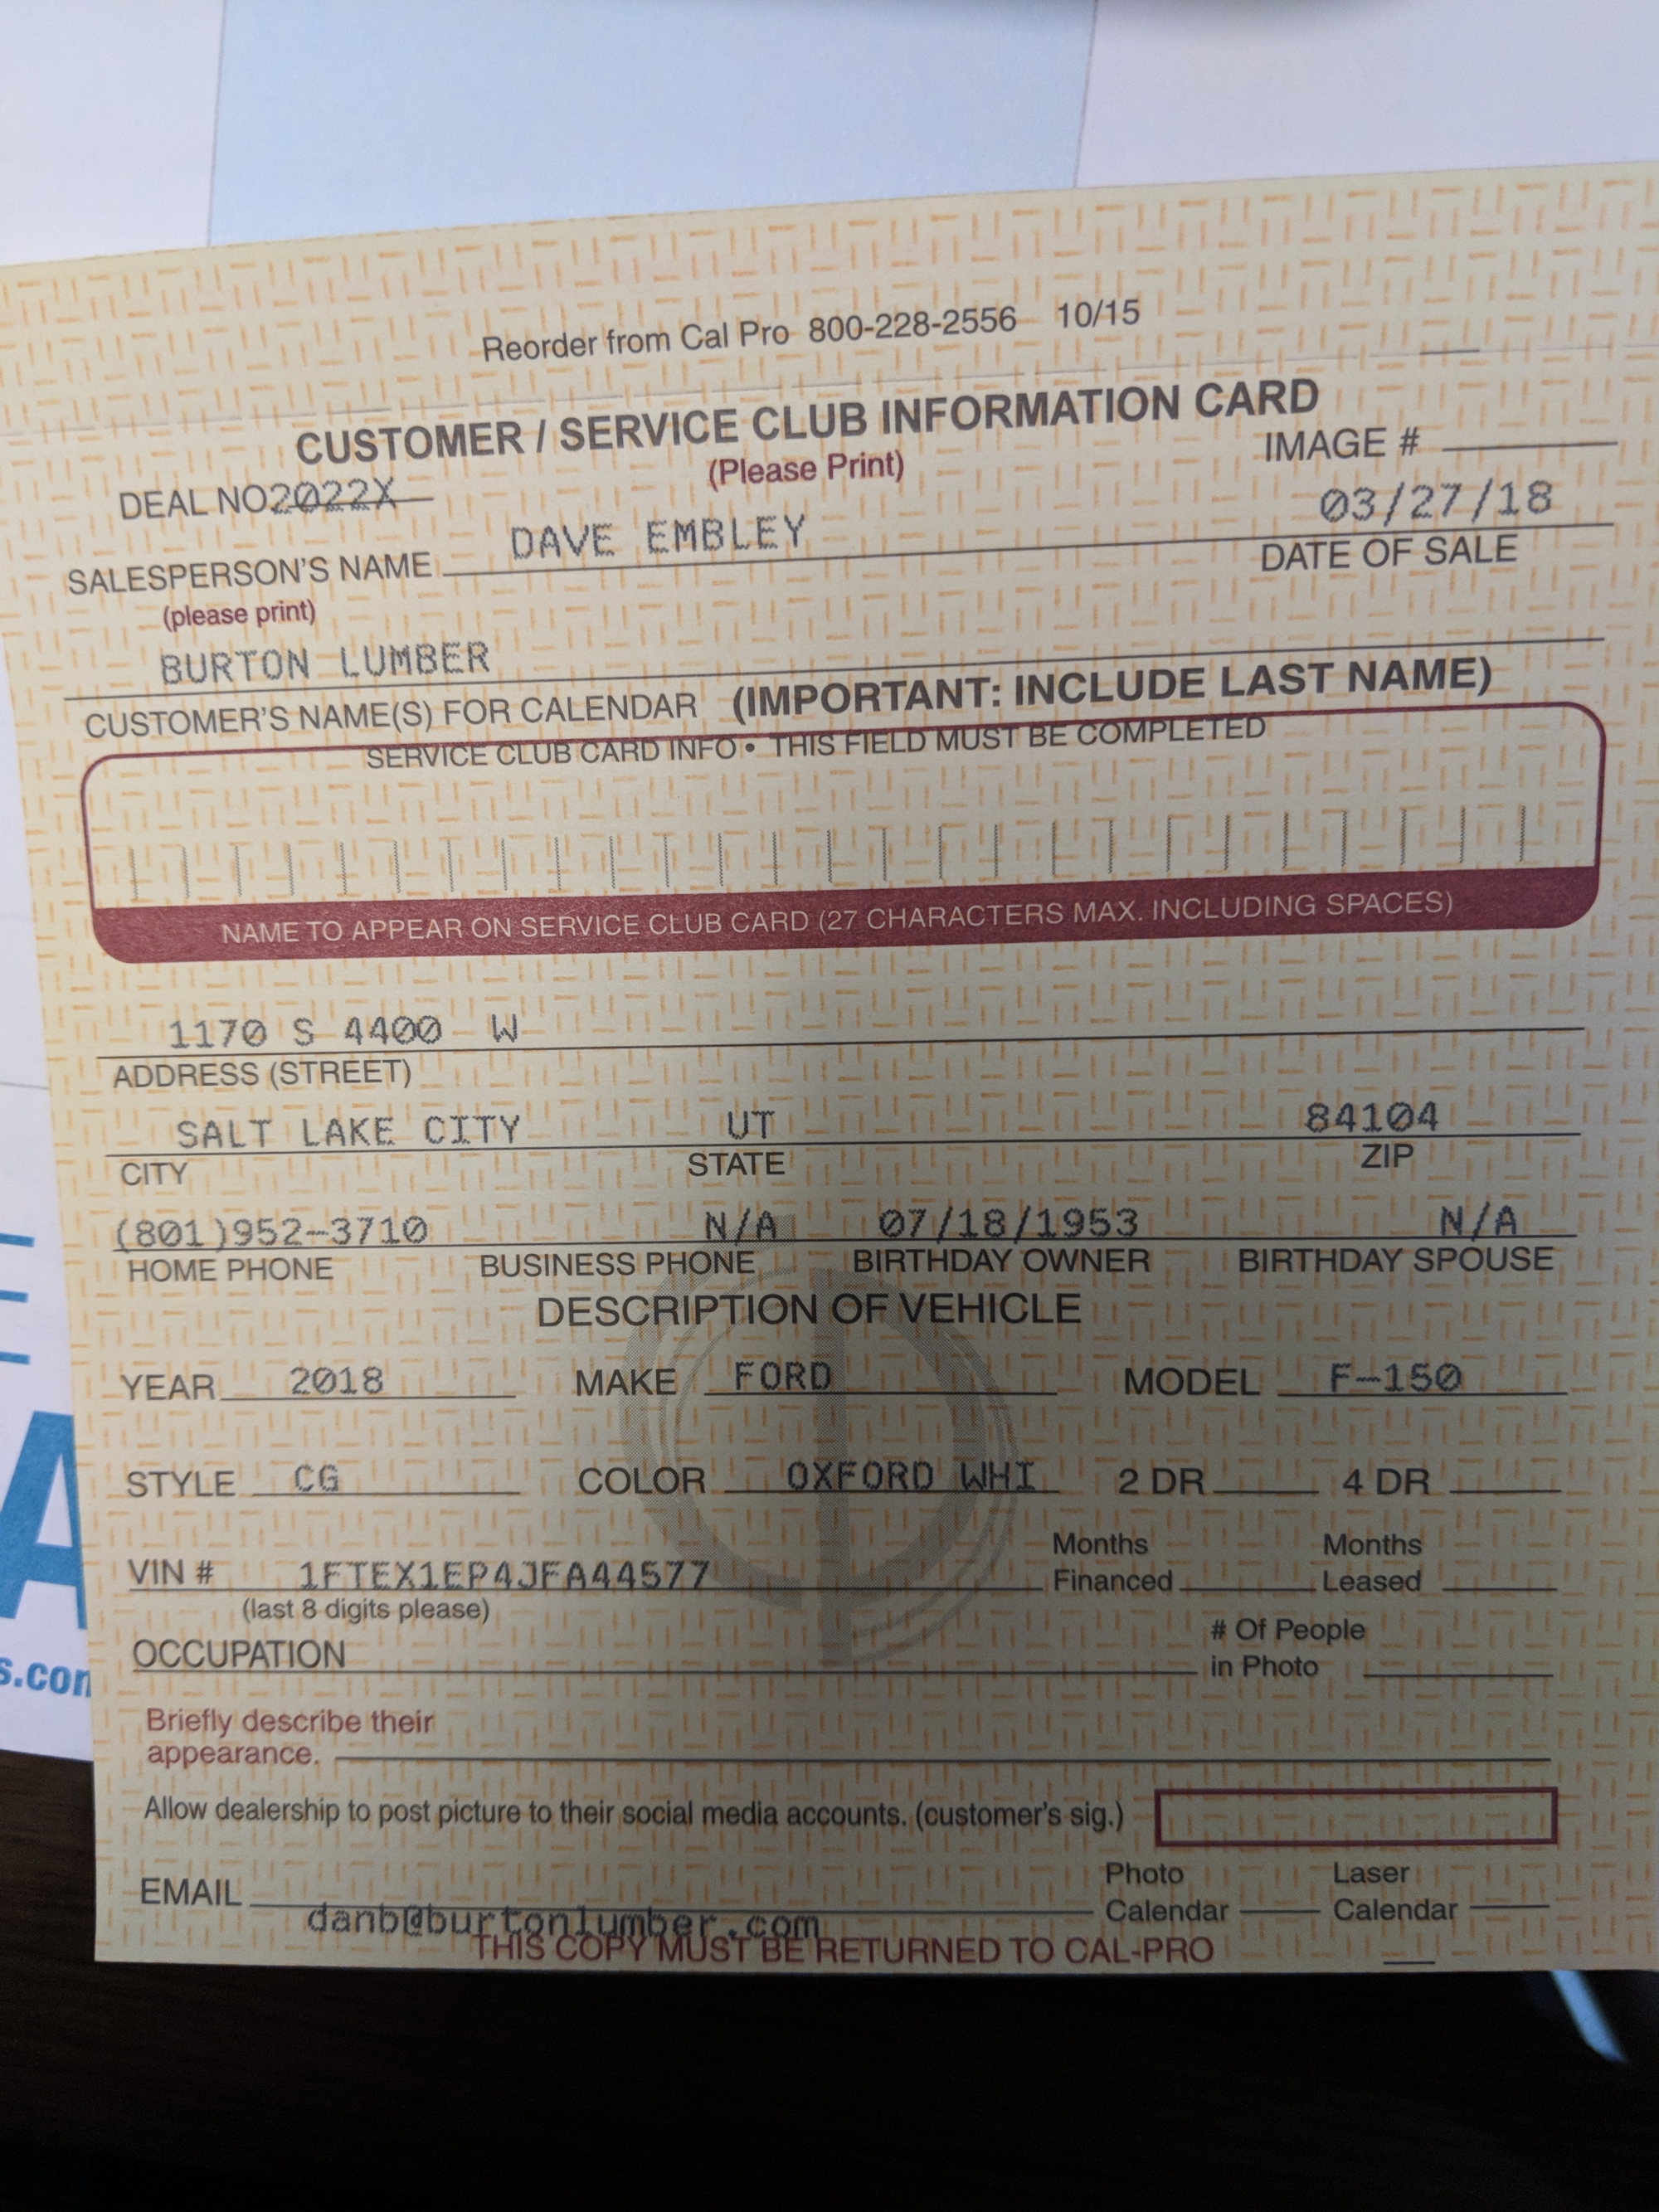 Reorder from Cal Pro 800-228-2556 10/15
CUSTOMER / SERVICE CLUB INFORMATION CARD
(Please Print)
IMAGE #
DEAL NO2022X
03/27/18
DATE OF SALE
SALESPERSON'S NAME DAVE EMBLEY
(please print)
BURTON LUMBER
CUSTOMER'S NAME(S) FOR CALENDAR (IMPORTANT: INCLUDE LAST NAME)
SERVICE CLUB CARD INFO • THIS FIELD MUST BE COMPLETED
NAME TO APPEAR ON SERVICE CLUB CARD (27 CHARACTERS MAX. INCLUDING SPACES)
1170 S 4400 W
ADDRESS (STREET)
SALT LAKE CITY UT 84104
CITY STATE ZIP
(801)952-3710 N/A 07/18/1953 N/A
HOME PHONE BUSINESS PHONE BIRTHDAY OWNER BIRTHDAY SPOUSE
DESCRIPTION OF VEHICLE
YEAR 2018 MAKE FORD MODEL F-150
STYLE CG COLOR OXFORD WHI 2 DR 4 DR
VIN # 1FTEX1EP4JFA44577
(last 8 digits please)
Months Financed
Months Leased
OCCUPATION
# Of People
in Photo
Briefly describe their
appearance.
Allow dealership to post picture to their social media accounts. (customer's sig.)
EMAIL danb@burtonlumber.com
Photo Calendar
Laser Calendar
THIS COPY MUST BE RETURNED TO CAL-PRO
s.com